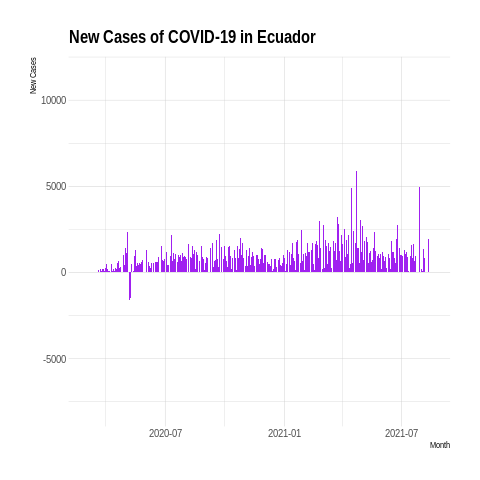 New Cases of COVID-19 in Ecuador
New Cases
10000
5000
0
-5000
2020-07
2021-01
2021-07
Month